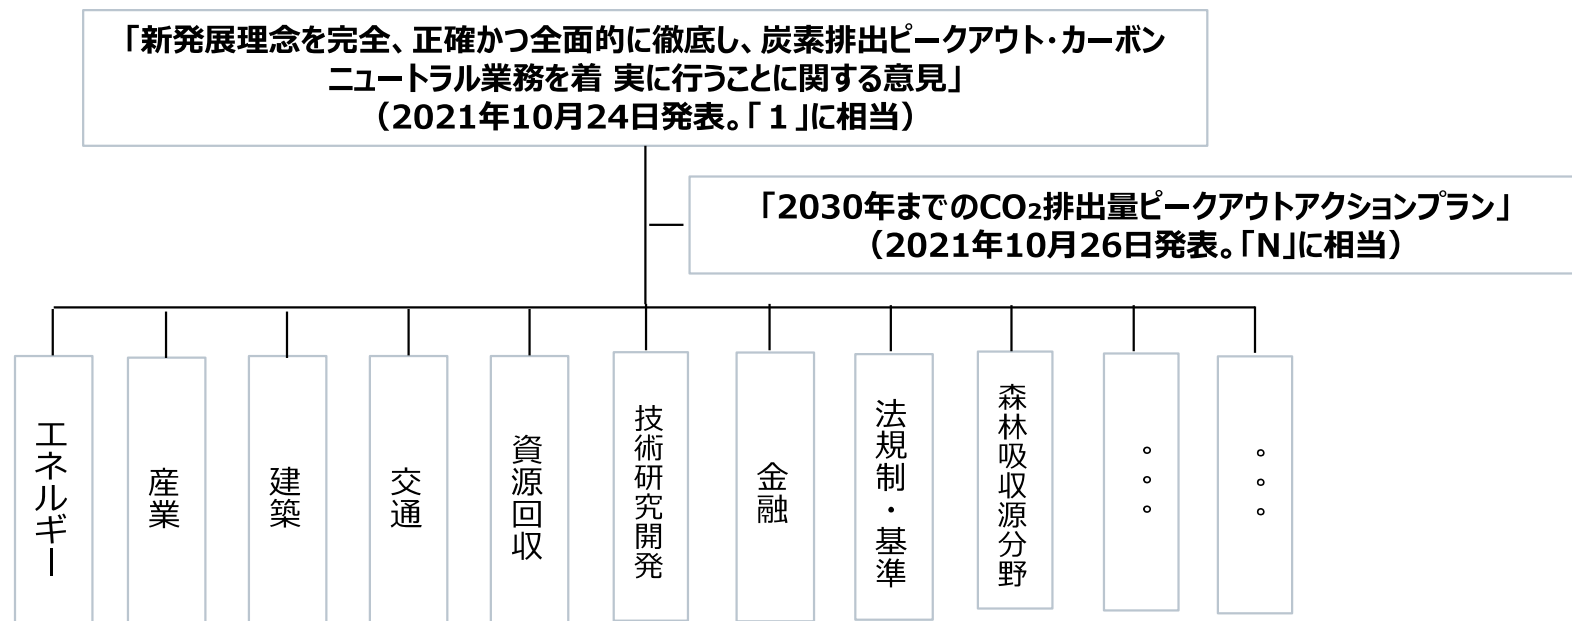 「新発展理念を完全、正確かつ全面的に徹底し、炭素排出ピークアウト・カーボン
ニュートラル業務を着 実に行うことに関する意見」
（2021年10月24日発表。「１」に相当）
「2030年までのCO₂排出量ピークアウトアクションプラン」
（2021年10月26日発表。「N」に相当）
エネルギー
産業
建築
交通
資源回収
技術研究開発
金融
法規制・基準
森林吸収源分野
。。。
。。。